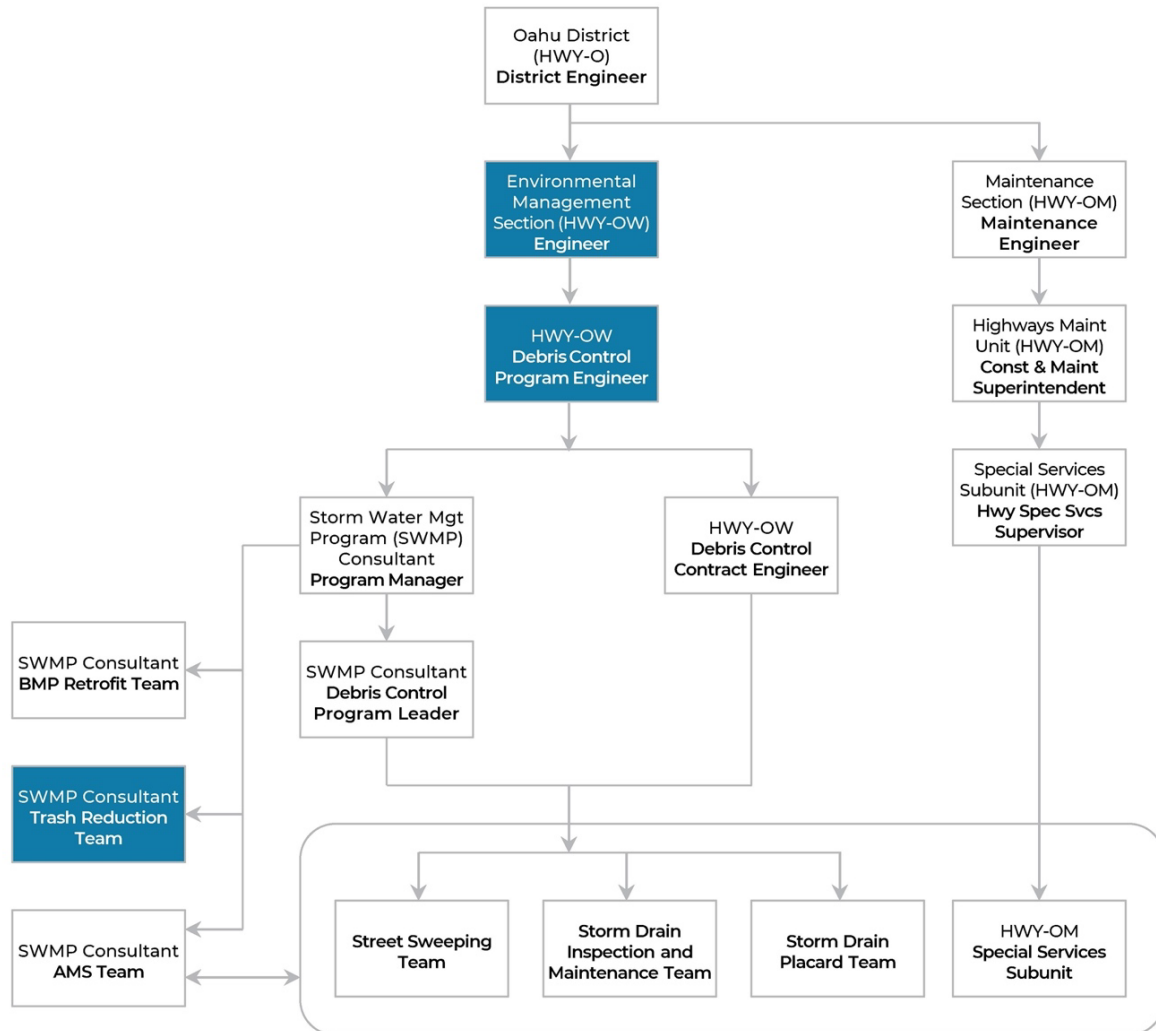 Oahu District
(HWY-O)
District Engineer
Environmental
Management
Section (HWY-OW)
Engineer
Maintenance
Section (HWY-OM)
Maintenance
Engineer
HWY-OW
Debris Control
Program Engineer
Highways Maint
Unit (HWY-OM)
Const & Maint
Superintendent
Storm Water Mgt
Program (SWMP)
Consultant
Program Manager
HWY-OW
Debris Control
Contract Engineer
Special Services
Subunit (HWY-OM)
Hwy Spec Svcs
Supervisor
SWMP Consultant
BMP Retrofit Team
SWMP Consultant
Debris Control
Program Leader
SWMP Consultant
Trash Reduction
Team
SWMP Consultant
AMS Team
Street Sweeping
Team
Storm Drain
Inspection and
Maintenance Team
Storm Drain
Placard Team
HWY-OM
Special Services
Subunit